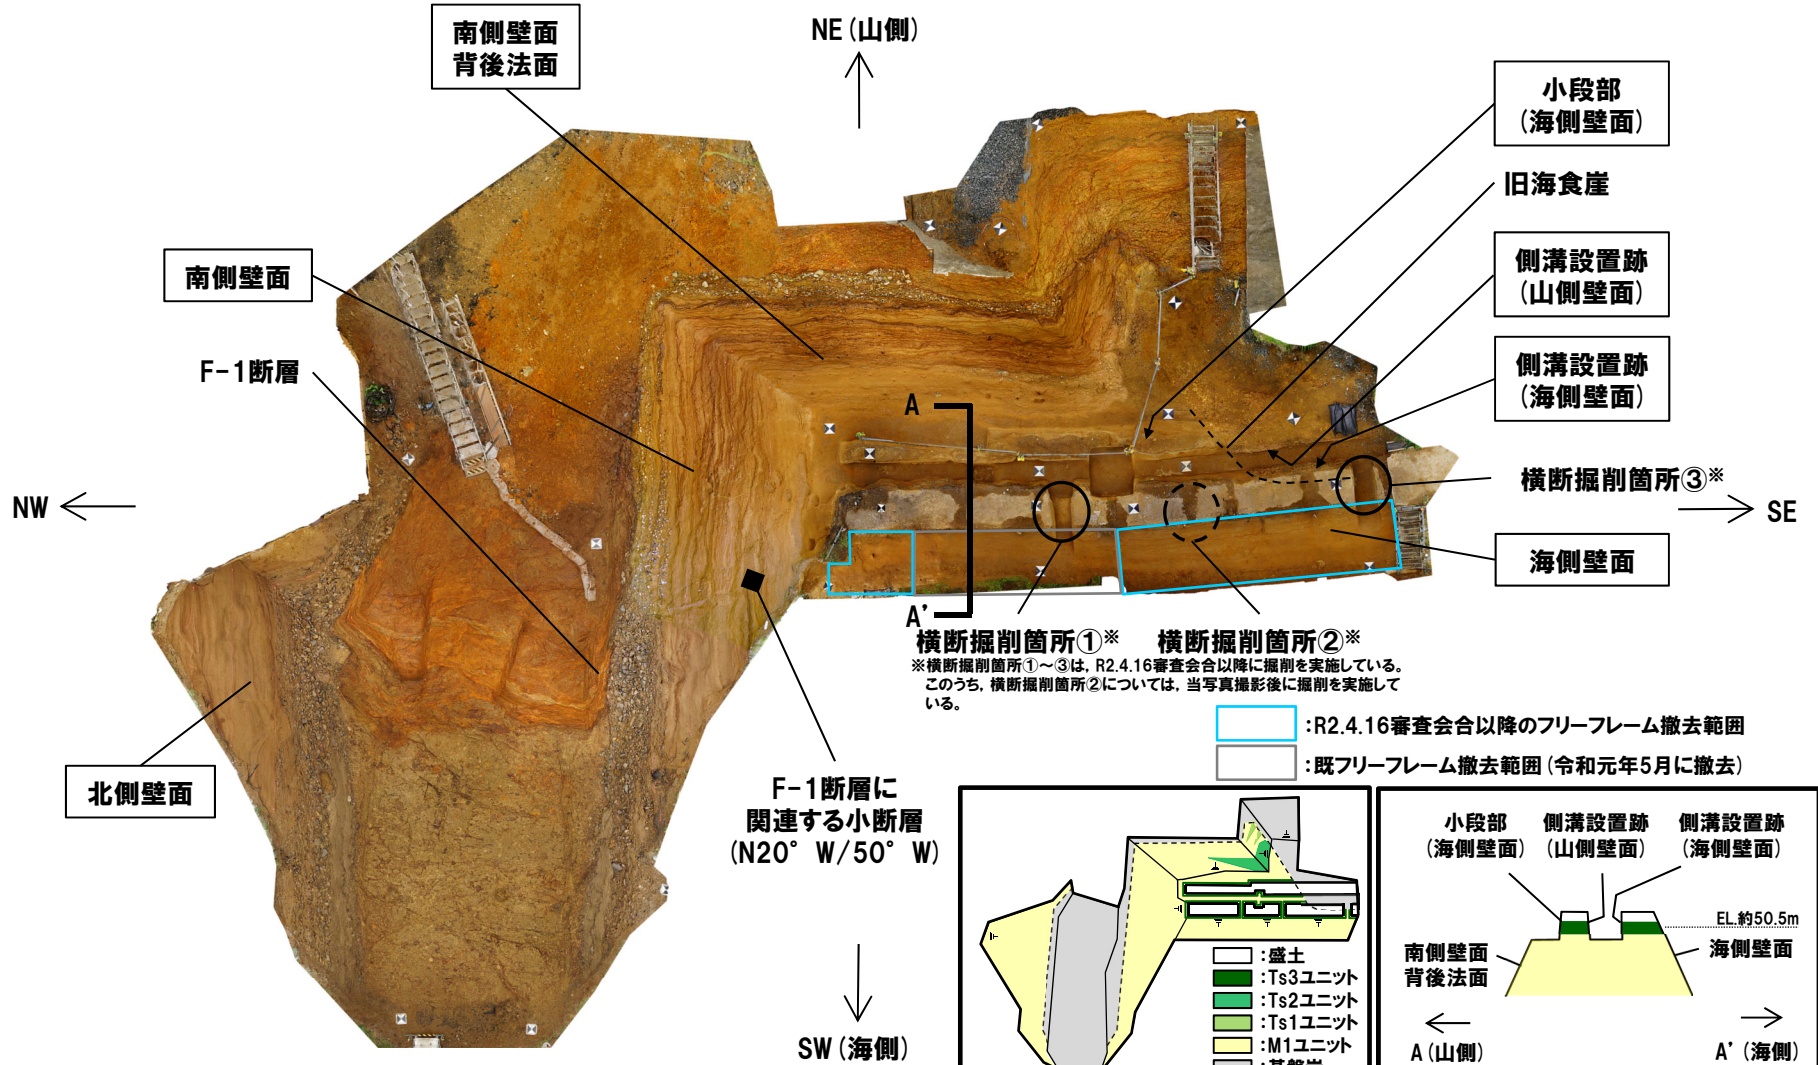 南側壁面
背後法面
NE(山側)
小段部
(海側壁面)
旧海食崖
側溝設置跡
(山側壁面)
南側壁面
側溝設置跡
(海側壁面)
F-1断層
A
横断掘削箇所③※
NW
SE
海側壁面
A'
横断掘削箇所①※
横断掘削箇所②※
※横断掘削箇所①～③は，R2.4.16審査会合以降に掘削を実施している。
このうち，横断掘削箇所②については，当写真撮影後に掘削を実施して
いる。
:R2.4.16審査会合以降のフリーフレーム撤去範囲
:既フリーフレーム撤去範囲(令和元年5月に撤去)
北側壁面
F-1断層に
関連する小断層
(N20°W/50°W)
SW(海側)
:盛土
:Ts3ユニット
:Ts2ユニット
:Ts1ユニット
:M1ユニット
:基盤岩
小段部
(海側壁面)
側溝設置跡
(山側壁面)
側溝設置跡
(海側壁面)
EL.約50.5m
南側壁面
背後法面
海側壁面
A(山側)
A'(海側)